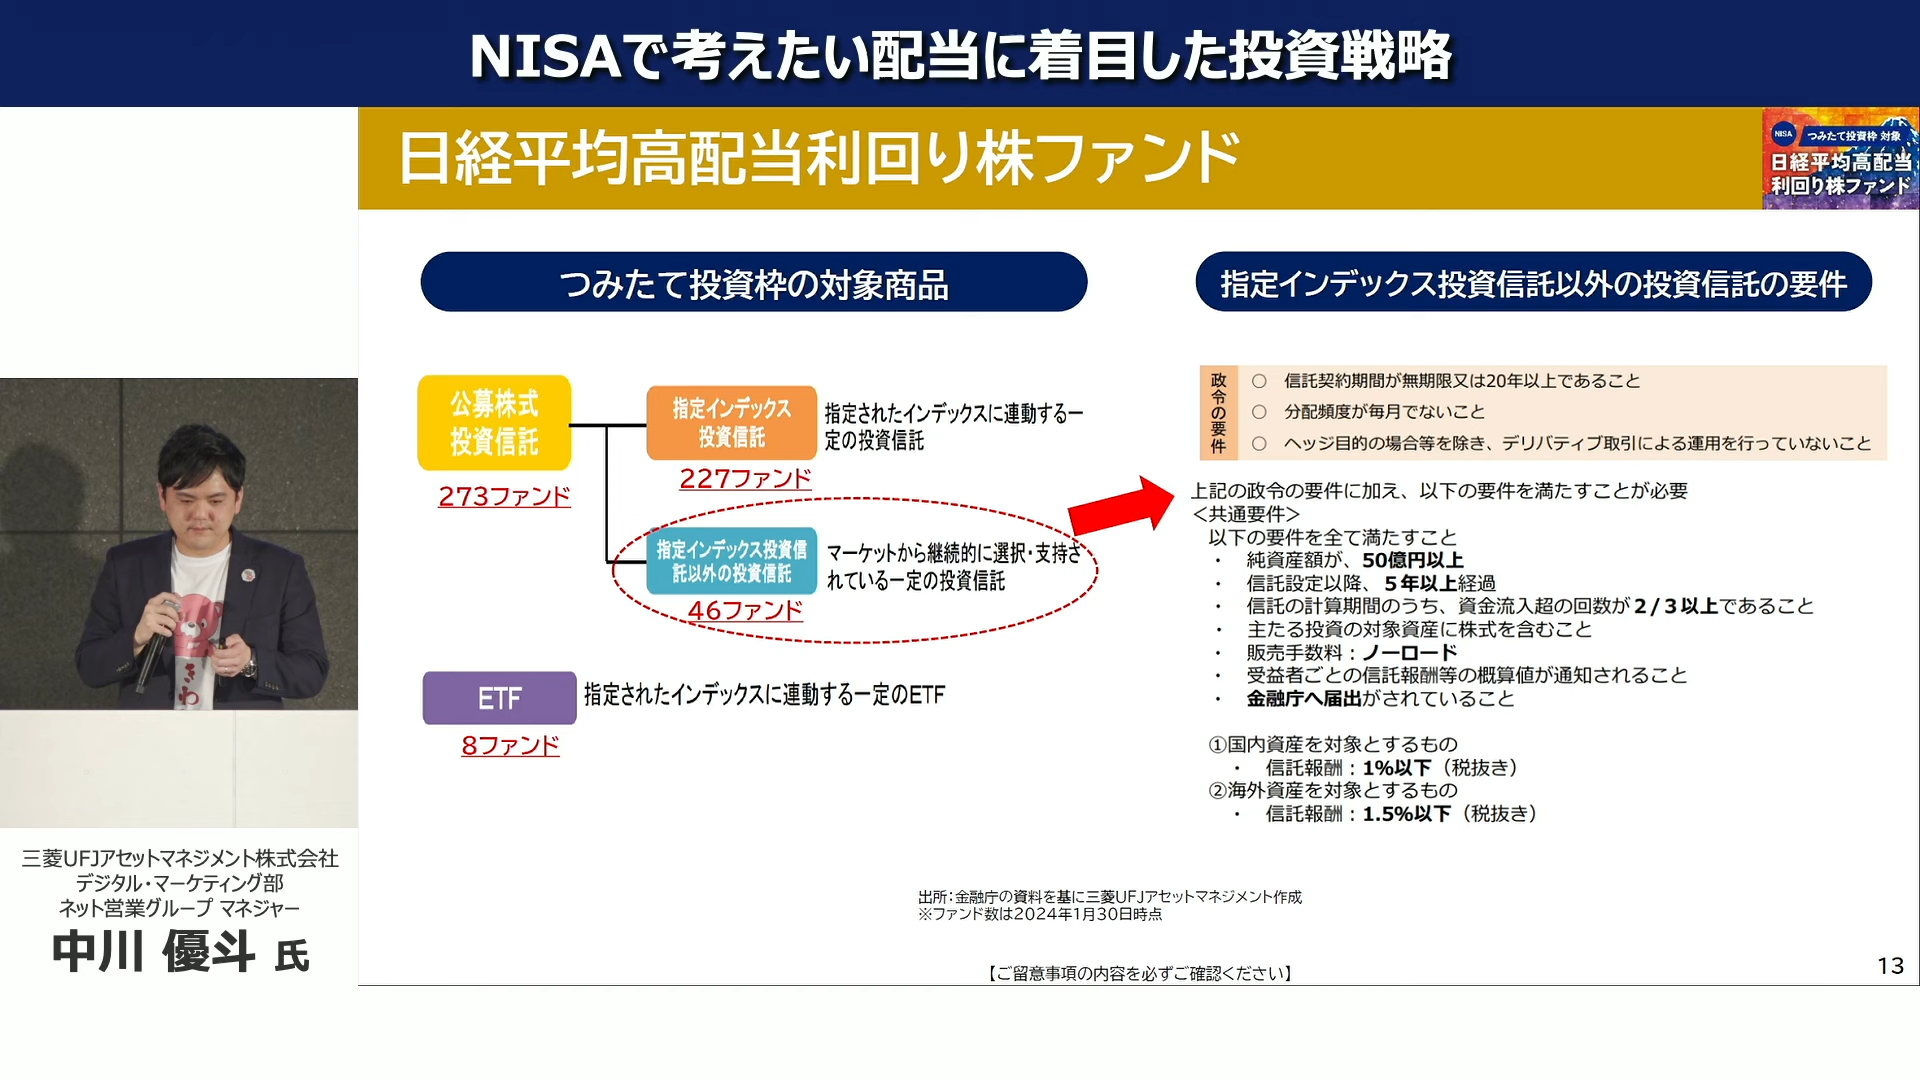 NISAで考えたい配当に着目した投資戦略
日経平均高配当利回り株ファンド
NISA つみたて投資枠 対象
日経平均高配当
利回り株ファンド
つみたて投資枠の対象商品
公募株式
投資信託
273ファンド
指定インデックス
投資信託
227ファンド
指定されたインデックスに連動する一
定の投資信託
指定インデックス投資信
託以外の投資信託
46ファンド
マーケットから継続的に選択・支持さ
れている一定の投資信託
ETF
8ファンド
指定されたインデックスに連動する一定のETF
指定インデックス投資信託以外の投資信託の要件
政令の要件
○ 信託契約期間が無期限又は20年以上であること
○ 分配頻度が毎月でないこと
○ ヘッジ目的の場合等を除き、デリバティブ取引による運用を行っていないこと
上記の政令の要件に加え、以下の要件を満たすことが必要
＜共通要件＞
以下の要件を全て満たすこと
・ 純資産額が、50億円以上
・ 信託設定以降、５年以上経過
・ 信託の計算期間のうち、資金流入超の回数が２/３以上であること
・ 主たる投資の対象資産に株式を含むこと
・ 販売手数料：ノーロード
・ 受益者ごとの信託報酬等の概算値が通知されること
・ 金融庁へ届出がされていること
①国内資産を対象とするもの
・ 信託報酬：1%以下（税抜き）
②海外資産を対象とするもの
・ 信託報酬：1.5%以下（税抜き）
出所：金融庁の資料を基に三菱UFJアセットマネジメント作成
※ファンド数は2024年1月30日時点
【ご留意事項の内容を必ずご確認ください】
13
きわ
三菱UFJアセットマネジメント株式会社
デジタル・マーケティング部
ネット営業グループ マネジャー
中川 優斗 氏